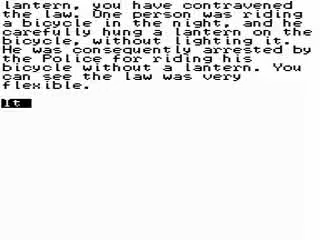 lantern, you have contravened
the law. One person was riding
a bicycle in the night, and he
carefully hung a lantern on the
bicycle, without lighting it.
He was consequently arrested by
the Police for riding his
bicycle without a lantern. You
can see the law was very
flexible.
It